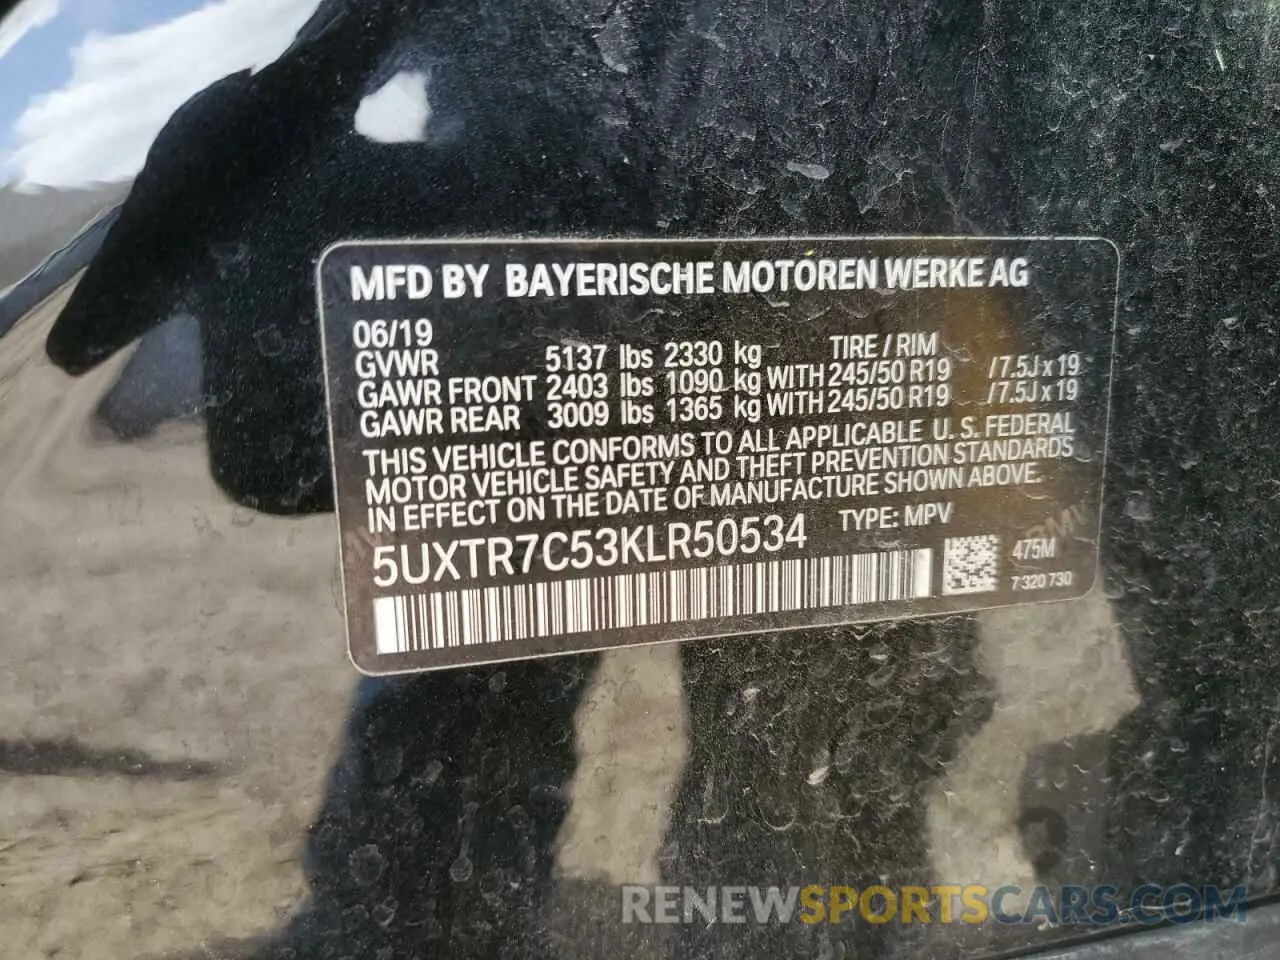 MFD BY BAYERISCHE MOTOREN WERKE AG
06/19
GVWR 5137 lbs 2330 kg TIRE / RIM
GAWR FRONT 2403 lbs 1090 kg WITH 245/50 R19 /7.5J x 19
GAWR REAR 3009 lbs 1365 kg WITH 245/50 R19 /7.5J x 19
THIS VEHICLE CONFORMS TO ALL APPLICABLE U. S. FEDERAL
MOTOR VEHICLE SAFETY AND THEFT PREVENTION STANDARDS
IN EFFECT ON THE DATE OF MANUFACTURE SHOWN ABOVE.
5UXTR7C53KLR50534 TYPE: MPV
475M
7 320 730
RENEWSPORTSCARS.COM